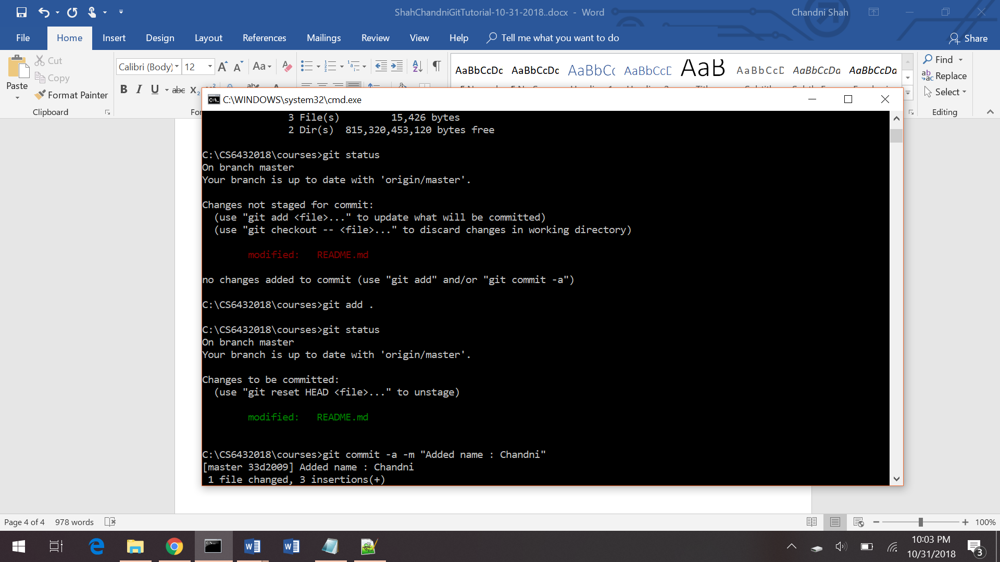 ShahChandniGitTutorial-10-31-2018..docx - Word
Chandni Shah
File Home Insert Design Layout References Mailings Review View Help Tell me what you want to do Share
Paste
Cut
Copy
Format Painter
Clipboard
Calibri (Body) 12
AaBbCcDc AaBbCcDc AaBbCc AaBbCcD AaB AaBbCcD AaBbCcDd AaBbCcDd
Find
Replace
Select
Editing
C:\WINDOWS\system32\cmd.exe
3 File(s) 15,426 bytes
2 Dir(s) 815,320,453,120 bytes free
C:\CS6432018\courses>git status
On branch master
Your branch is up to date with 'origin/master'.
Changes not staged for commit:
(use "git add <file>..." to update what will be committed)
(use "git checkout -- <file>..." to discard changes in working directory)
modified: README.md
no changes added to commit (use "git add" and/or "git commit -a")
C:\CS6432018\courses>git add .
C:\CS6432018\courses>git status
On branch master
Your branch is up to date with 'origin/master'.
Changes to be committed:
(use "git reset HEAD <file>..." to unstage)
modified: README.md
C:\CS6432018\courses>git commit -a -m "Added name : Chandni"
[master 33d2009] Added name : Chandni
1 file changed, 3 insertions(+)
Page 4 of 4 978 words
100%
10:03 PM
10/31/2018
3